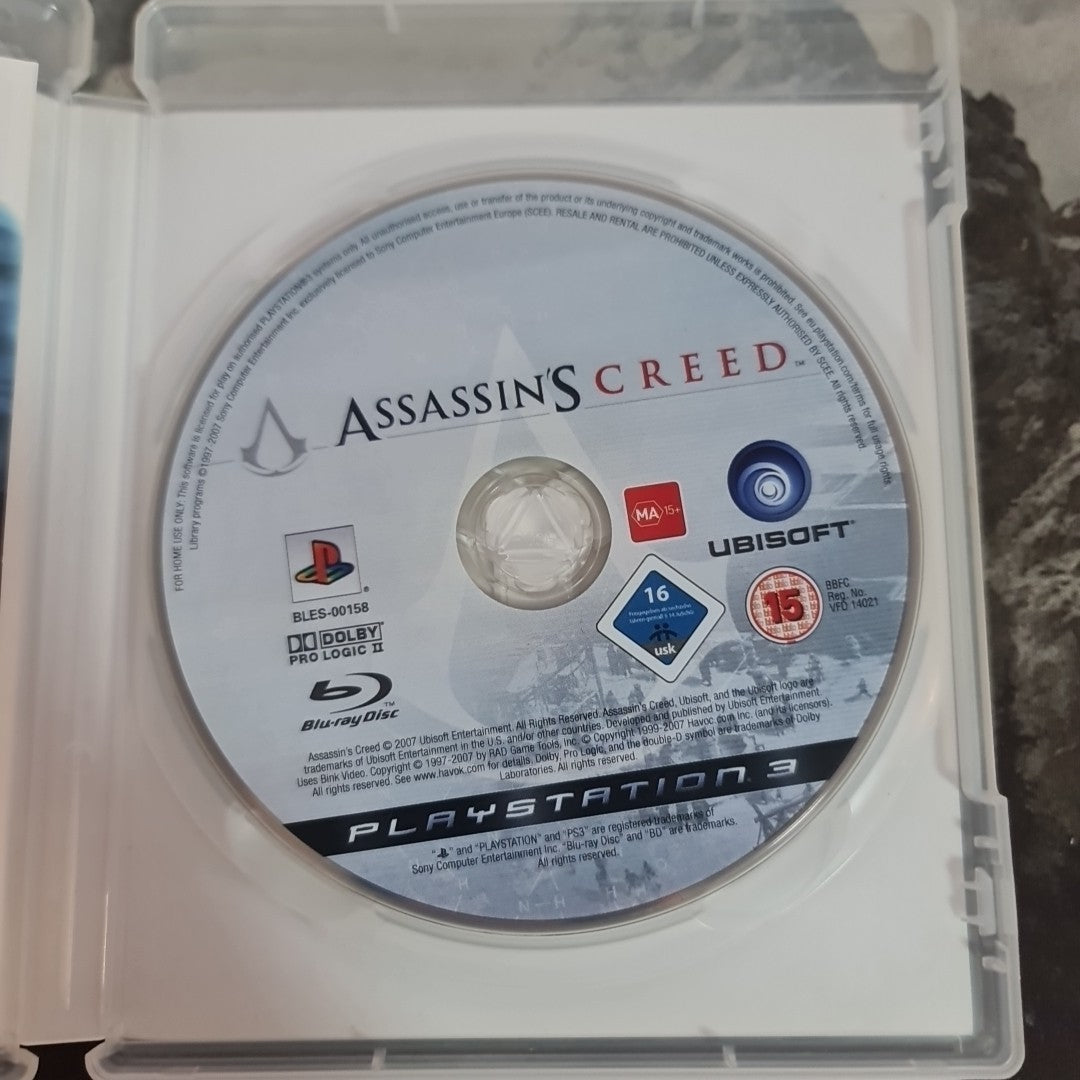 FOR HOME USE ONLY: This software is licensed for play on authorised PLAYSTATION®3 systems only. All unauthorised access, use or transfer of the product or its underlying copyright and trademark works is prohibited. See eu.playstation.com/terms for full usage rights.
Library programs ©1997-2007 Sony Computer Entertainment Inc. exclusively licensed to Sony Computer Entertainment Europe (SCEE). RESALE AND RENTAL ARE PROHIBITED UNLESS EXPRESSLY AUTHORISED BY SCEE. All rights reserved.
ASSASSIN'S CREED™
MA 15+
UBISOFT®
BLES-00158
16
Freigegeben ab sechzehn
Jahren gemäß § 14 JuSchG
usk
15
BBFC
Reg. No.
VFD 14021
DOLBY
PRO LOGIC II
Blu-ray Disc
Assassin's Creed © 2007 Ubisoft Entertainment. All Rights Reserved. Assassin's Creed, Ubisoft, and the Ubisoft logo are
trademarks of Ubisoft Entertainment in the U.S. and/or other countries. Developed and published by Ubisoft Entertainment.
Uses Bink Video. Copyright © 1997-2007 by RAD Game Tools, Inc. © Copyright 1999-2007 Havoc.com Inc. (and its licensors).
All rights reserved. See www.havok.com for details, Dolby, Pro Logic, and the double-D symbol are trademarks of Dolby
Laboratories. All rights reserved.
PLAYSTATION 3
" " and "PLAYSTATION" and "PS3" are registered trademarks of
Sony Computer Entertainment Inc. "Blu-ray Disc" and "BD" are trademarks.
All rights reserved.